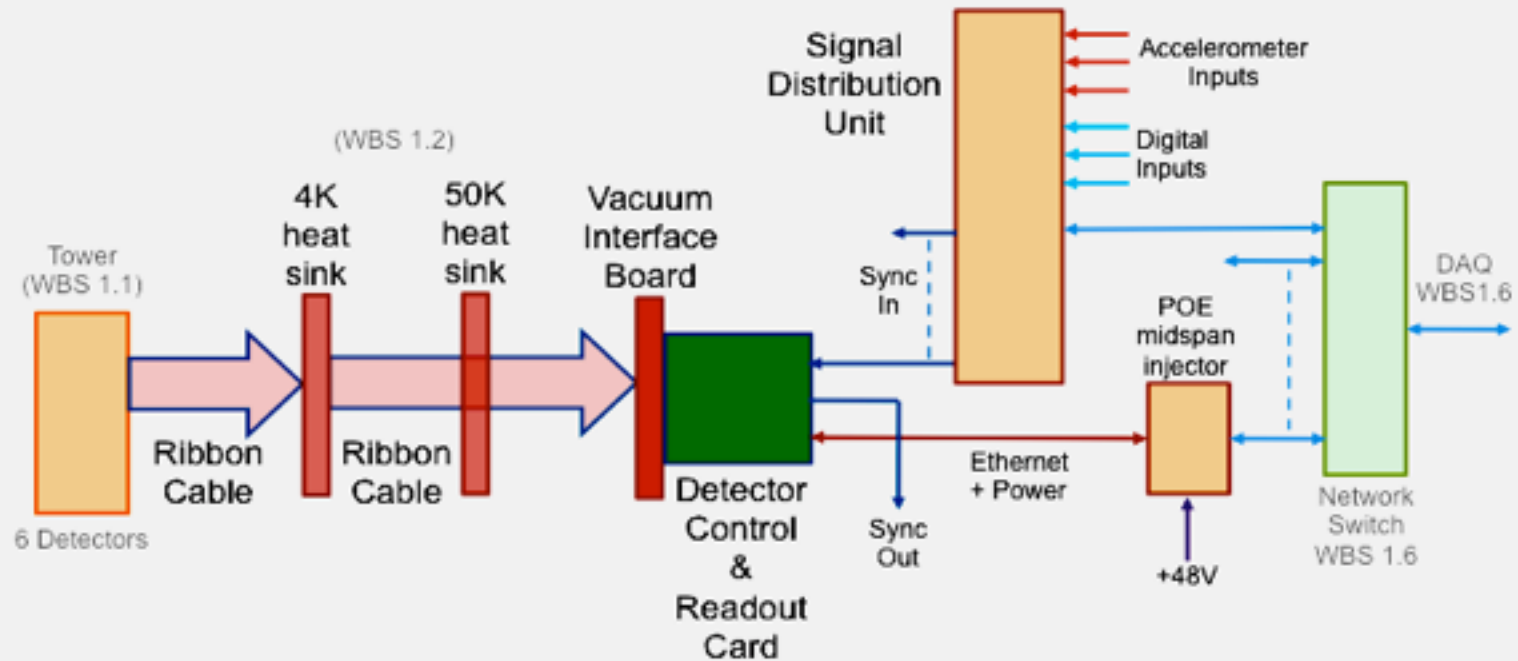 Signal
Distribution
Unit
Accelerometer
Inputs
Digital
Inputs
(WBS 1.2)
4K
heat
sink
50K
heat
sink
Vacuum
Interface
Board
Tower
(WBS 1.1)
Sync
In
POE
midspan
injector
DAQ
WBS1.6
Ribbon
Cable
Ribbon
Cable
6 Detectors
Detector
Control
&
Readout
Card
Sync
Out
Ethernet
+ Power
+48V
Network
Switch
WBS 1.6